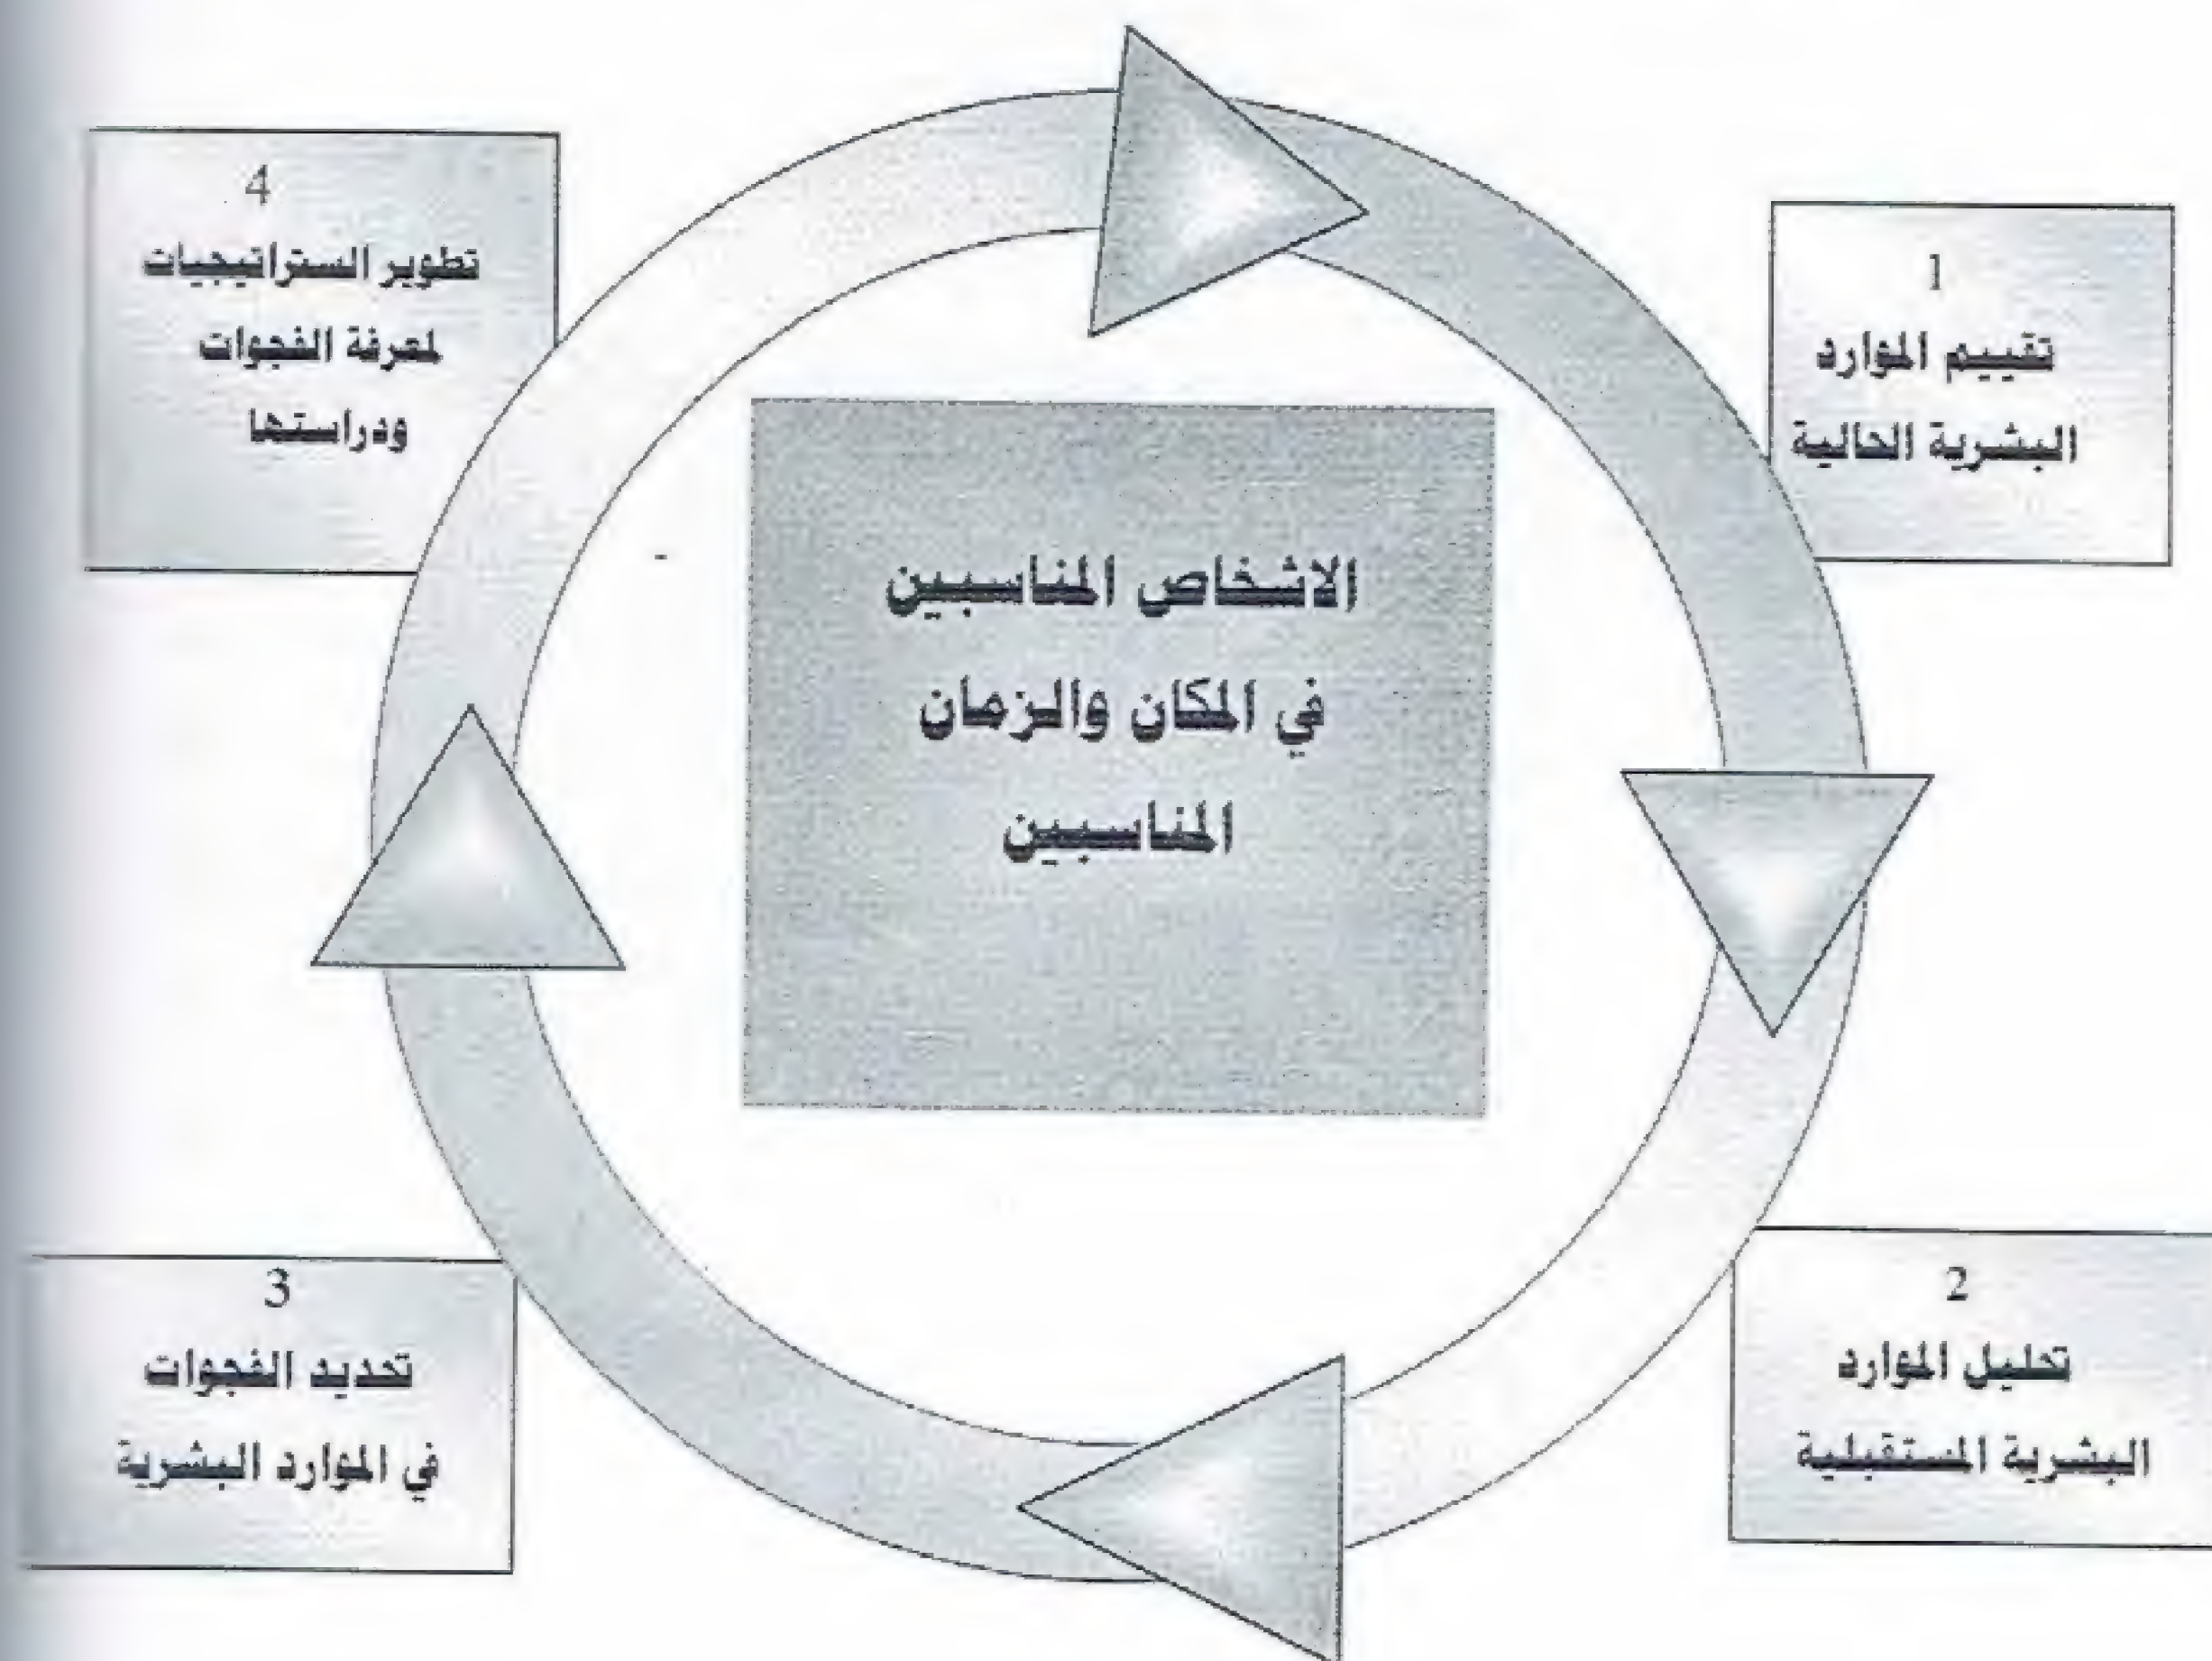 1
تقييم الموارد
البشرية الحالية
2
تحليل الموارد
البشرية المستقبلية
3
تحديد الفجوات
في الموارد البشرية
4
تطوير الستراتيجيات
لمعرفة الفجوات
ودراستها
الاشخاص المناسبين
في المكان والزمان
المناسبين